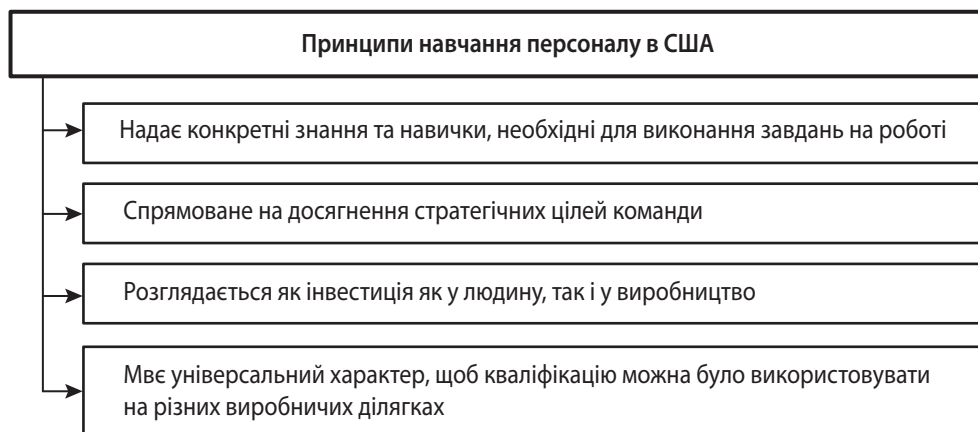 Принципи навчання персоналу в США
Надає конкретні знання та навички, необхідні для виконання завдань на роботі
Спрямоване на досягнення стратегічних цілей команди
Розглядається як інвестиція як у людину, так і у виробництво
Мвє універсальний характер, щоб кваліфікацію можна було використовувати
на різних виробничих ділягках